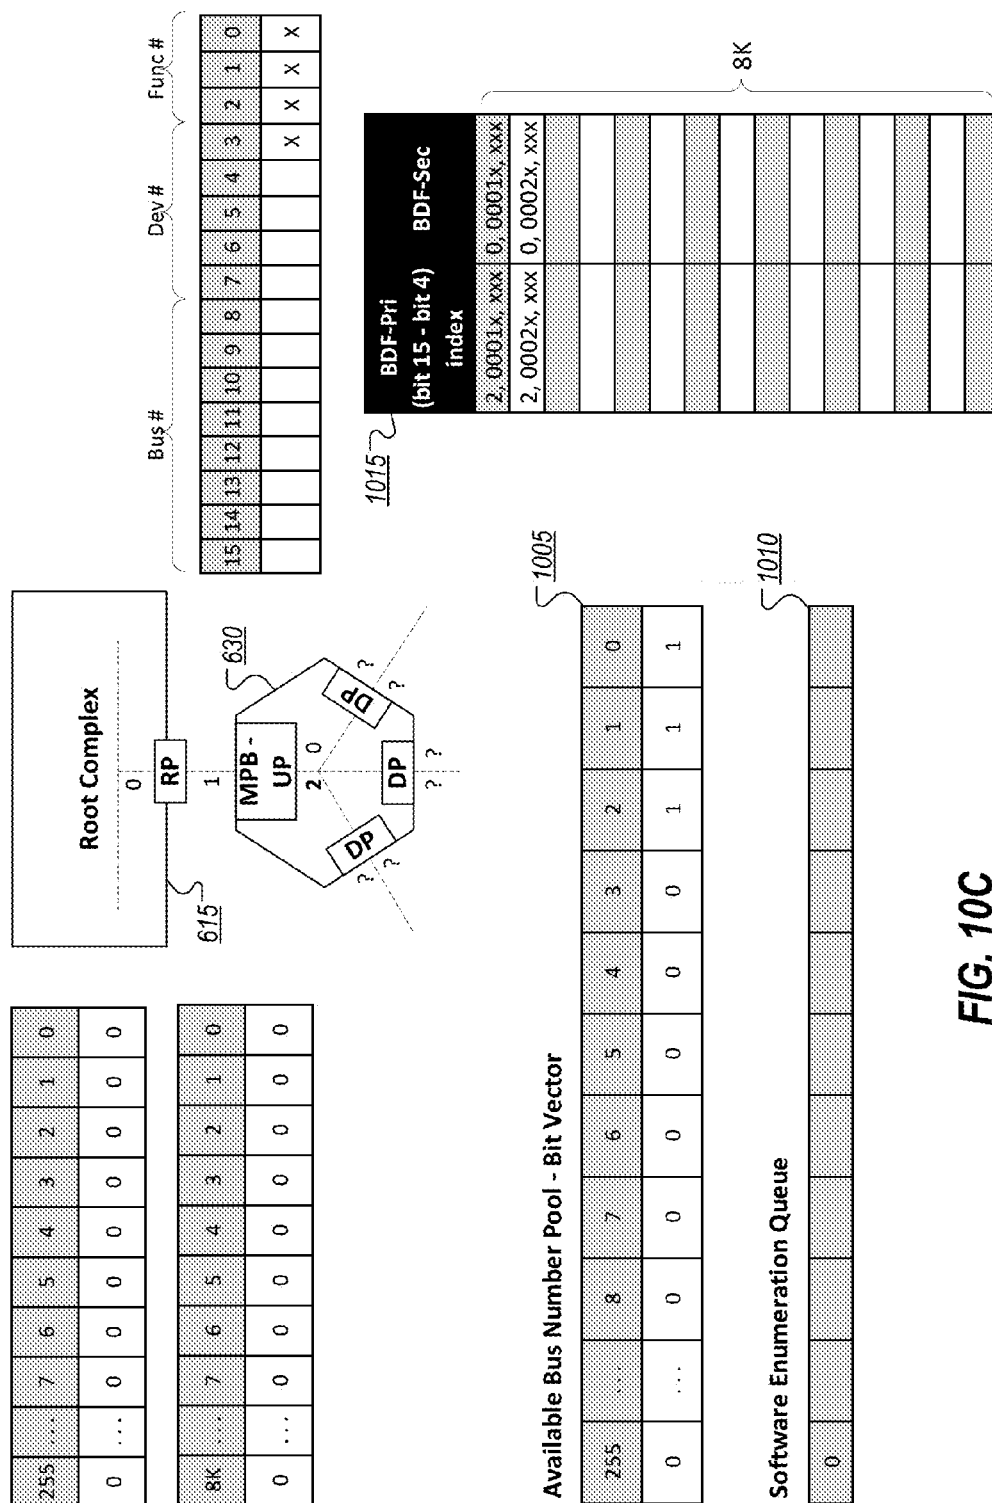 255 ... 7 6 5 4 3 2 1 0
0 ... 0 0 0 0 0 0 0 0
8K ... 7 6 5 4 3 2 1 0
0 ... 0 0 0 0 0 0 0 0
Root Complex
0
RP
615
1
MPB -
UP
630
2 0
DP
? ?
DP
? ?
DP
? ?
Bus # Dev # Func #
15 14 13 12 11 10 9 8 7 6 5 4 3 2 1 0
X X X X
1015
BDF-Pri
(bit 15 - bit 4) BDF-Sec
index
2, 0001x, xxx 0, 0001x, xxx
2, 0002x, xxx 0, 0002x, xxx
8K
Available Bus Number Pool - Bit Vector
1005
255 ... 8 7 6 5 4 3 2 1 0
0 ... 0 0 0 0 0 0 1 1 1
Software Enumeration Queue
1010
0
FIG. 10C